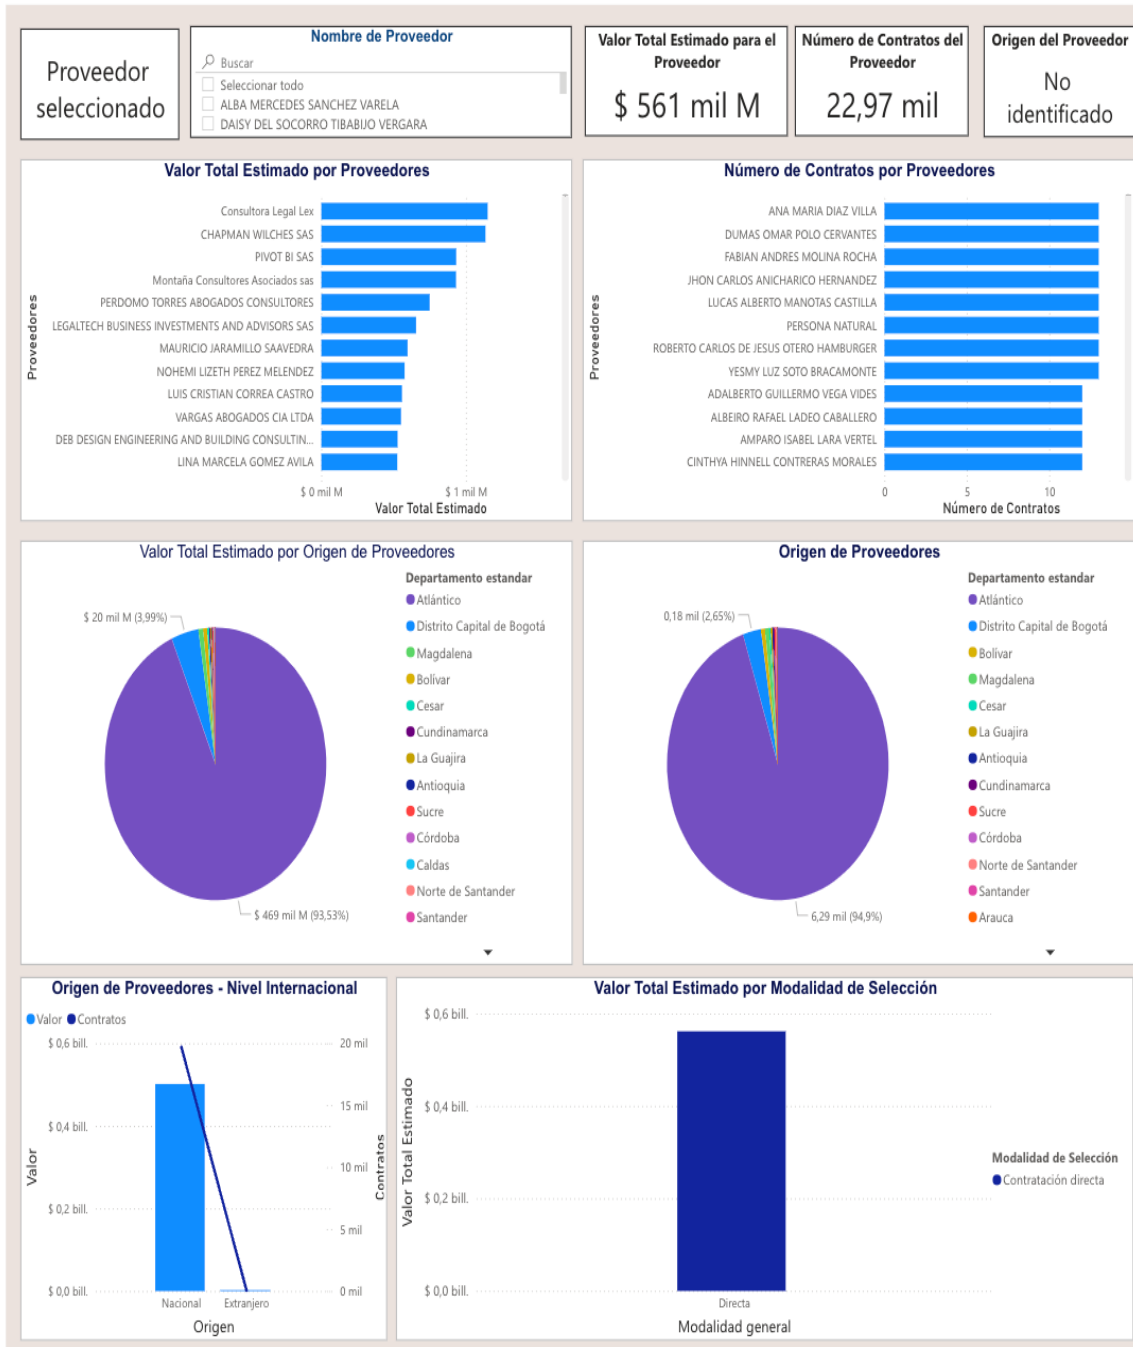 Proveedor
seleccionado
Nombre de Proveedor
Buscar
Seleccionar todo
ALBA MERCEDES SANCHEZ VARELA
DAISY DEL SOCORRO TIBABIJO VERGARA
Valor Total Estimado para el
Proveedor
$ 561 mil M
Número de Contratos del
Proveedor
22,97 mil
Origen del Proveedor
No
identificado
Valor Total Estimado por Proveedores
Proveedores
Consultora Legal Lex
CHAPMAN WILCHES SAS
PIVOT BI SAS
Montaña Consultores Asociados sas
PERDOMO TORRES ABOGADOS CONSULTORES
LEGALTECH BUSINESS INVESTMENTS AND ADVISORS SAS
MAURICIO JARAMILLO SAAVEDRA
NOHEMI LIZETH PEREZ MELENDEZ
LUIS CRISTIAN CORREA CASTRO
VARGAS ABOGADOS CIA LTDA
DEB DESIGN ENGINEERING AND BUILDING CONSULTIN...
LINA MARCELA GOMEZ AVILA
$ 0 mil M
$ 1 mil M
Valor Total Estimado
Número de Contratos por Proveedores
Proveedores
ANA MARIA DIAZ VILLA
DUMAS OMAR POLO CERVANTES
FABIAN ANDRES MOLINA ROCHA
JHON CARLOS ANICHARICO HERNANDEZ
LUCAS ALBERTO MANOTAS CASTILLA
PERSONA NATURAL
ROBERTO CARLOS DE JESUS OTERO HAMBURGER
YESMY LUZ SOTO BRACAMONTE
ADALBERTO GUILLERMO VEGA VIDES
ALBEIRO RAFAEL LADEO CABALLERO
AMPARO ISABEL LARA VERTEL
CINTHYA HINNELL CONTRERAS MORALES
0
5
10
Número de Contratos
Valor Total Estimado por Origen de Proveedores
$ 20 mil M (3,99%)
$ 469 mil M (93,53%)
Departamento estandar
Atlántico
Distrito Capital de Bogotá
Magdalena
Bolívar
Cesar
Cundinamarca
La Guajira
Antioquia
Sucre
Córdoba
Caldas
Norte de Santander
Santander
Origen de Proveedores
0,18 mil (2,65%)
6,29 mil (94,9%)
Departamento estandar
Atlántico
Distrito Capital de Bogotá
Bolívar
Magdalena
Cesar
La Guajira
Antioquia
Cundinamarca
Sucre
Córdoba
Norte de Santander
Santander
Arauca
Origen de Proveedores - Nivel Internacional
Valor Contratos
Valor
$ 0,6 bill.
$ 0,4 bill.
$ 0,2 bill.
$ 0,0 bill.
20 mil
15 mil
10 mil
5 mil
0 mil
Contratos
Nacional
Extranjero
Origen
Valor Total Estimado por Modalidad de Selección
Valor Total Estimado
$ 0,6 bill.
$ 0,4 bill.
$ 0,2 bill.
$ 0,0 bill.
Directa
Modalidad general
Modalidad de Selección
Contratación directa